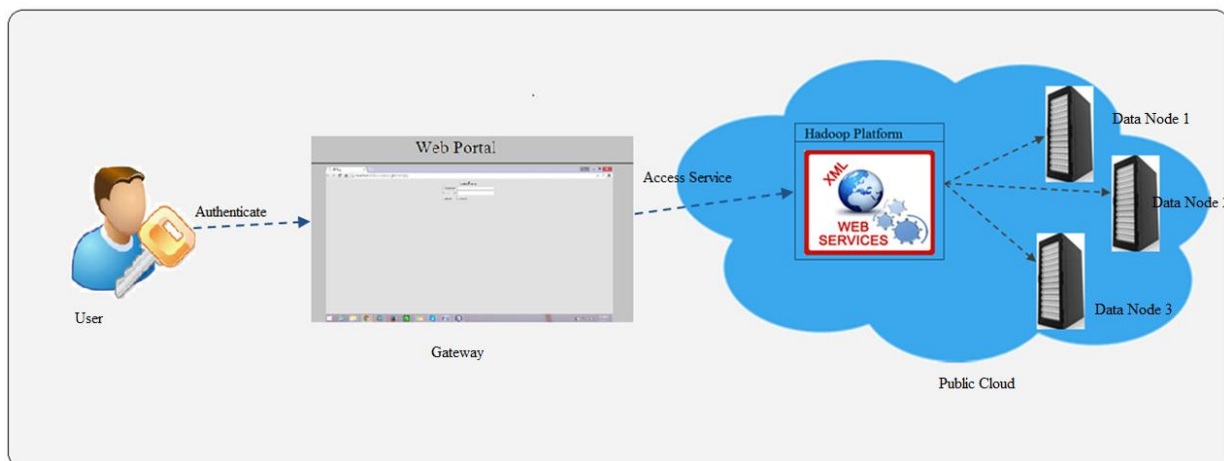 Web Portal
Authenticate
User
Gateway
Access Service
Hadoop Platform
XML
WEB
SERVICES
Data Node 1
Data Node
Data Node 3
Public Cloud